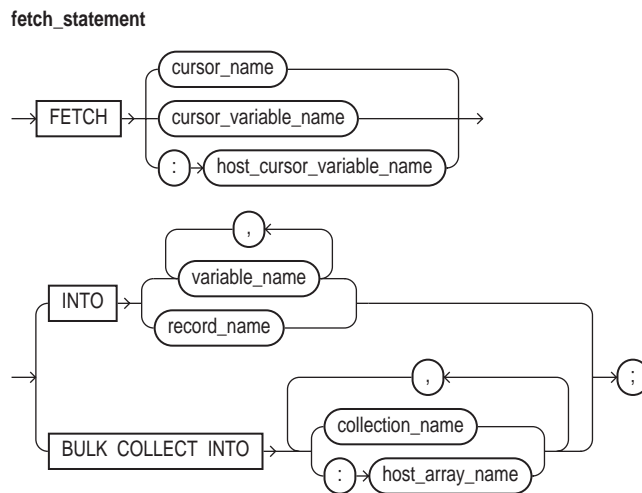 fetch_statement
cursor_name
FETCH
cursor_variable_name
: host_cursor_variable_name
,
variable_name
INTO
record_name
,
;
collection_name
BULK COLLECT INTO
: host_array_name